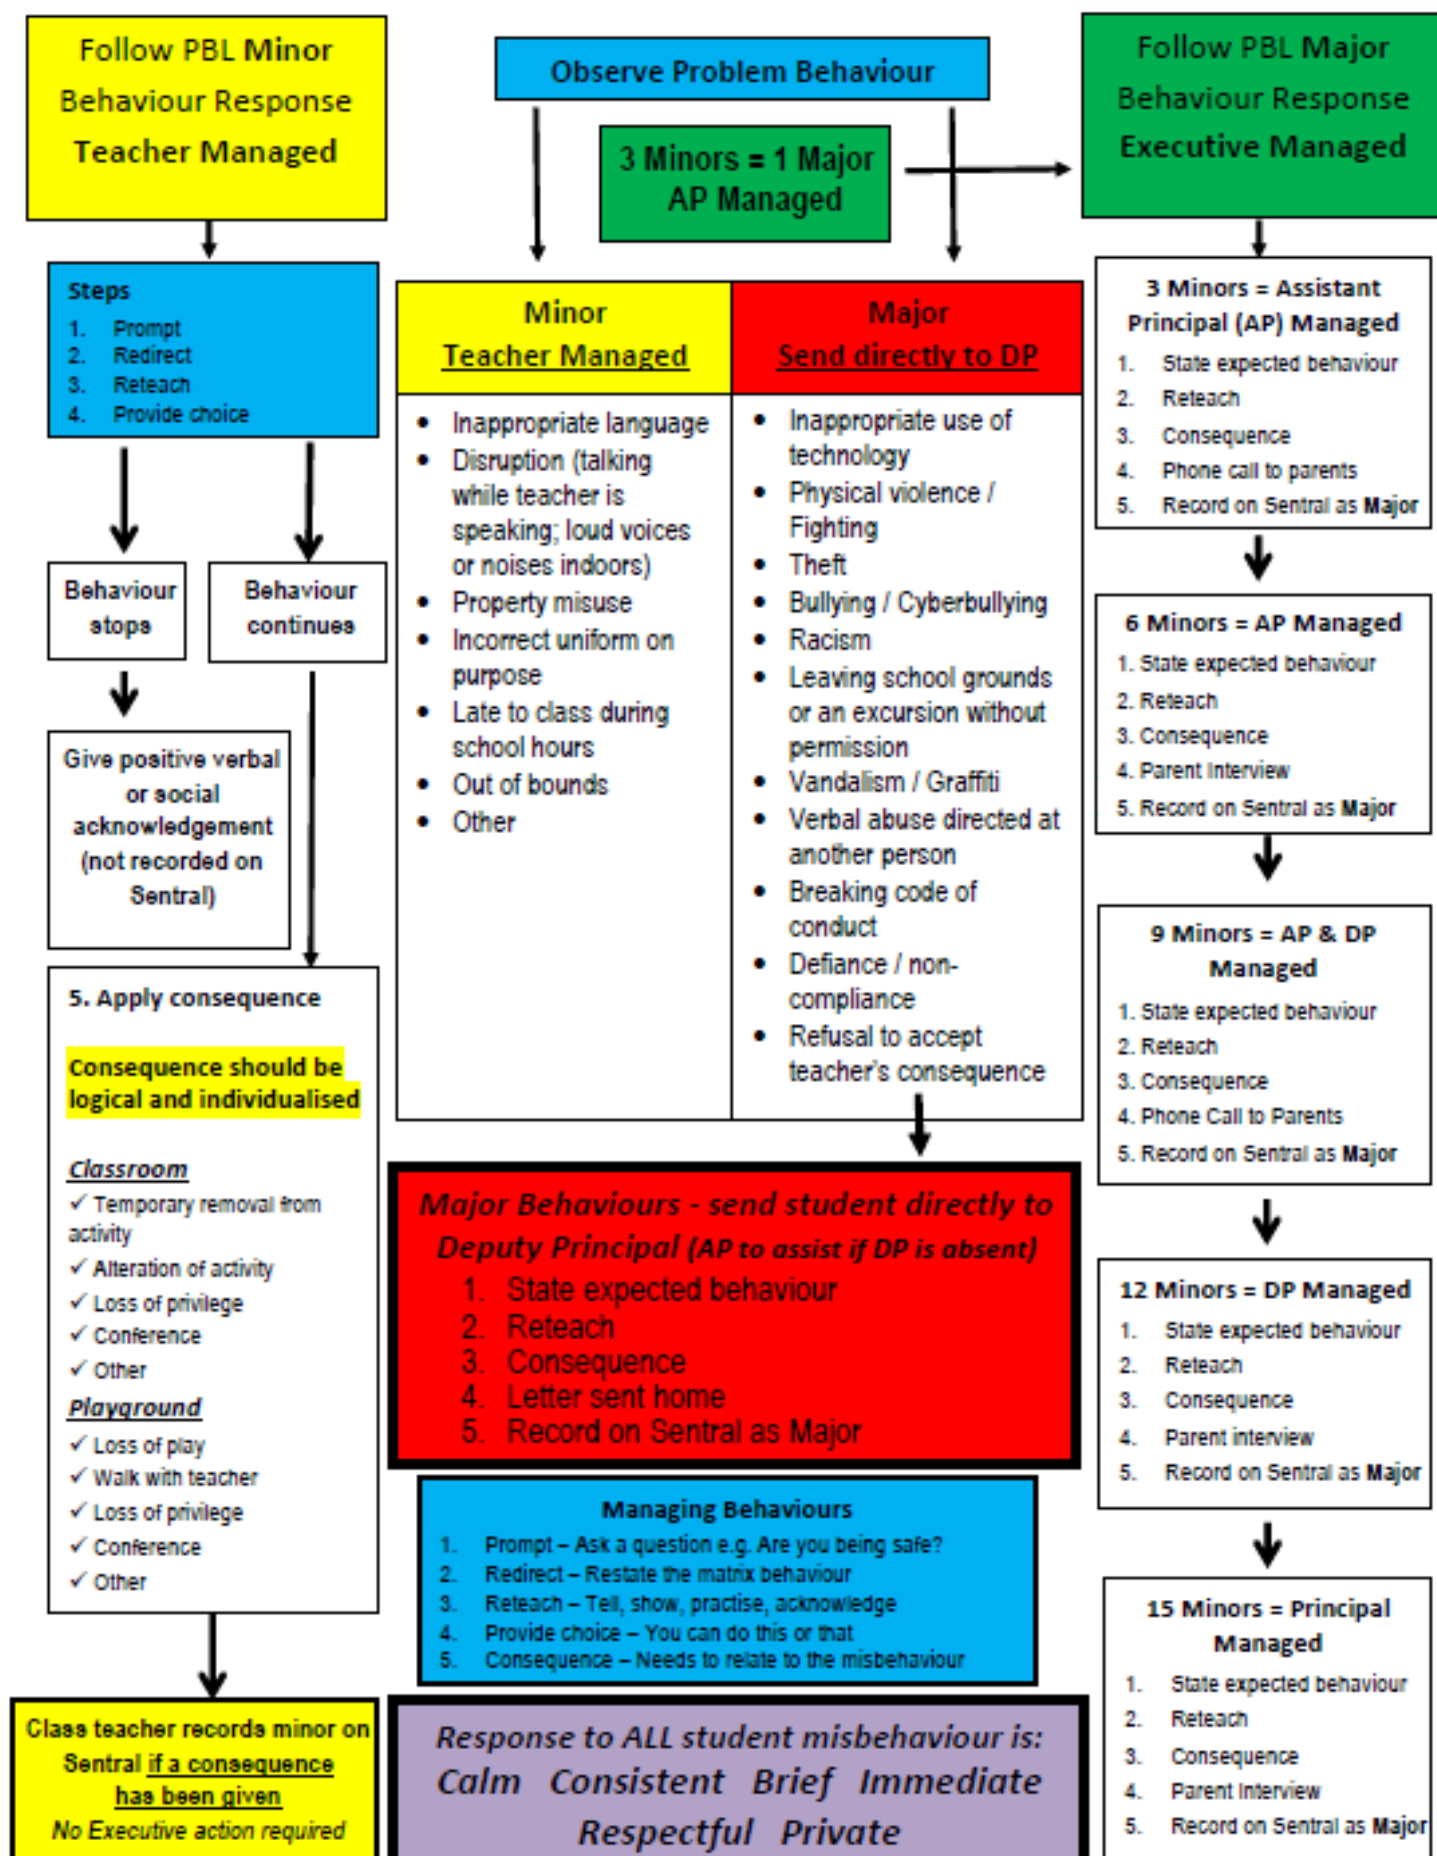 Follow PBL Minor
Behaviour Response
Teacher Managed
Steps
1. Prompt
2. Redirect
3. Reteach
4. Provide choice
Behaviour
stops
Behaviour
continues
Give positive verbal
or social
acknowledgement
(not recorded on
Sentral)
5. Apply consequence
Consequence should be
logical and individualised
Classroom
✓ Temporary removal from
activity
✓ Alteration of activity
✓ Loss of privilege
✓ Conference
✓ Other
Playground
✓ Loss of play
✓ Walk with teacher
✓ Loss of privilege
✓ Conference
✓ Other
Class teacher records minor on
Sentral if a consequence
has been given
No Executive action required
Observe Problem Behaviour
3 Minors = 1 Major
AP Managed
Minor
Teacher Managed
• Inappropriate language
• Disruption (talking
while teacher is
speaking; loud voices
or noises indoors)
• Property misuse
• Incorrect uniform on
purpose
• Late to class during
school hours
• Out of bounds
• Other
Major
Send directly to DP
• Inappropriate use of
technology
• Physical violence /
Fighting
• Theft
• Bullying / Cyberbullying
• Racism
• Leaving school grounds
or an excursion without
permission
• Vandalism / Graffiti
• Verbal abuse directed at
another person
• Breaking code of
conduct
• Defiance / non-
compliance
• Refusal to accept
teacher's consequence
Major Behaviours - send student directly to
Deputy Principal (AP to assist if DP is absent)
1. State expected behaviour
2. Reteach
3. Consequence
4. Letter sent home
5. Record on Sentral as Major
Managing Behaviours
1. Prompt – Ask a question e.g. Are you being safe?
2. Redirect – Restate the matrix behaviour
3. Reteach – Tell, show, practise, acknowledge
4. Provide choice – You can do this or that
5. Consequence – Needs to relate to the misbehaviour
Response to ALL student misbehaviour is:
Calm Consistent Brief Immediate
Respectful Private
Follow PBL Major
Behaviour Response
Executive Managed
3 Minors = Assistant
Principal (AP) Managed
1. State expected behaviour
2. Reteach
3. Consequence
4. Phone call to parents
5. Record on Sentral as Major
6 Minors = AP Managed
1. State expected behaviour
2. Reteach
3. Consequence
4. Parent Interview
5. Record on Sentral as Major
9 Minors = AP & DP
Managed
1. State expected behaviour
2. Reteach
3. Consequence
4. Phone Call to Parents
5. Record on Sentral as Major
12 Minors = DP Managed
1. State expected behaviour
2. Reteach
3. Consequence
4. Parent interview
5. Record on Sentral as Major
15 Minors = Principal
Managed
1. State expected behaviour
2. Reteach
3. Consequence
4. Parent Interview
5. Record on Sentral as Major